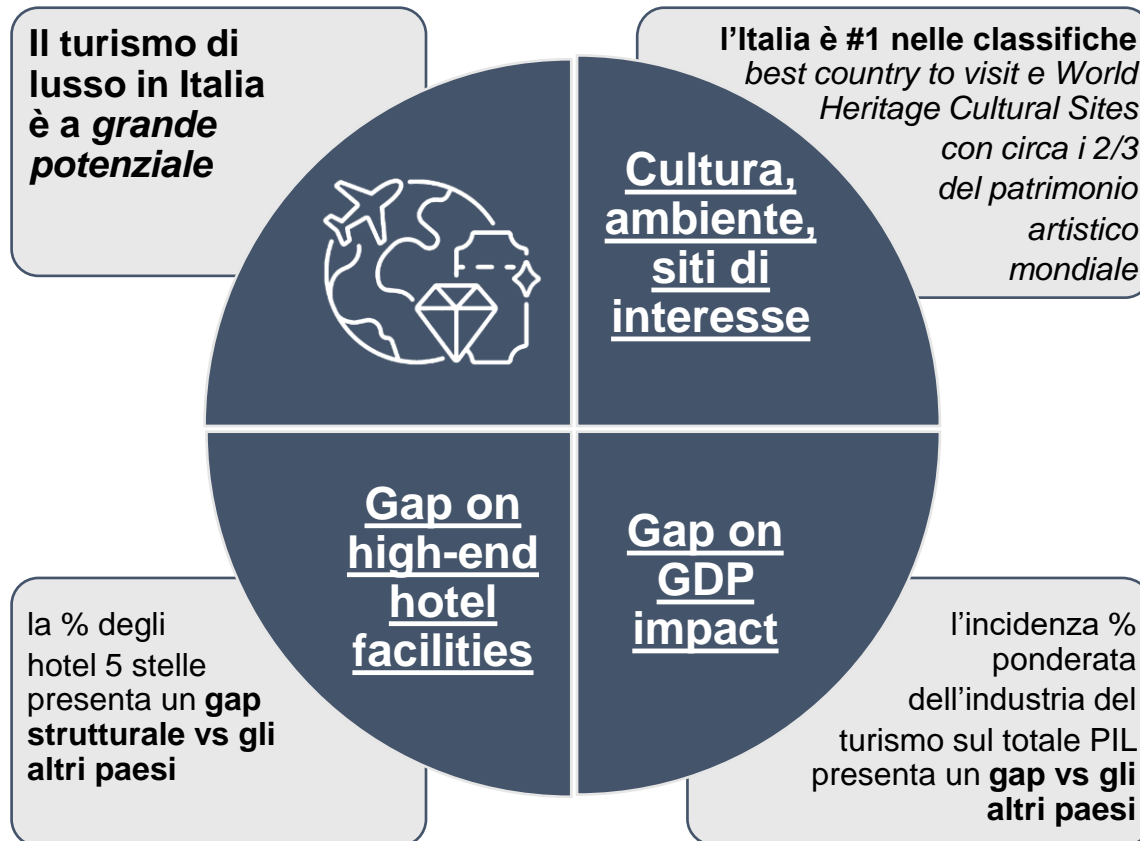 Il turismo di
lusso in Italia
è a grande
potenziale
l’Italia è #1 nelle classifiche
best country to visit e World
Heritage Cultural Sites
con circa i 2/3
del patrimonio
artistico
mondiale
Cultura,
ambiente,
siti di
interesse
Gap on
high-end
hotel
facilities
Gap on
GDP
impact
la % degli
hotel 5 stelle
presenta un gap
strutturale vs gli
altri paesi
l’incidenza %
ponderata
dell’industria del
turismo sul totale PIL
presenta un gap vs gli
altri paesi